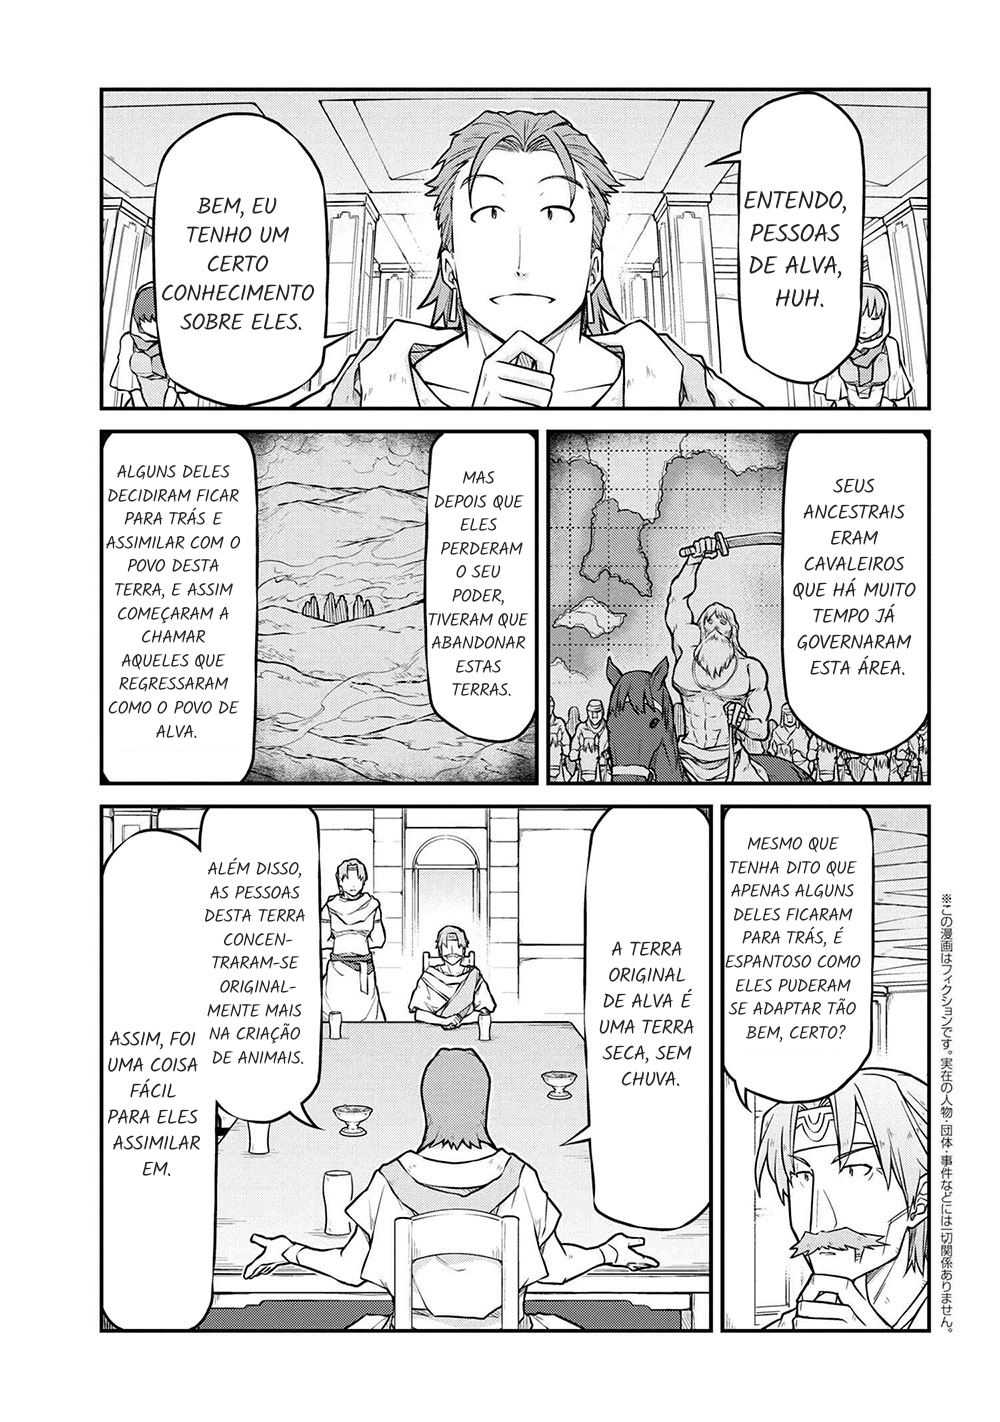 ENTENDO,
PESSOAS
DE ALVA,
HUH.
BEM, EU
TENHO UM
CERTO
CONHECIMENTO
SOBRE ELES.
SEUS
ANCESTRAIS
ERAM
CAVALEIROS
QUE HÁ MUITO
TEMPO JÁ
GOVERNARAM
ESTA ÁREA.
MAS
DEPOIS QUE
ELES
PERDERAM
O SEU
PODER,
TIVERAM QUE
ABANDONAR
ESTAS
TERRAS.
ALGUNS DELES
DECIDIRAM FICAR
PARA TRÁS E
ASSIMILAR COM O
POVO DESTA
TERRA, E ASSIM
COMEÇARAM A
CHAMAR
AQUELES QUE
REGRESSARAM
COMO O POVO DE
ALVA.
MESMO QUE
TENHA DITO QUE
APENAS ALGUNS
DELES FICARAM
PARA TRÁS, É
ESPANTOSO COMO
ELES PUDERAM
SE ADAPTAR TÃO
BEM, CERTO?
A TERRA
ORIGINAL
DE ALVA É
UMA TERRA
SECA, SEM
CHUVA.
ALÉM DISSO,
AS PESSOAS
DESTA TERRA
CONCEN-
TRARAM-SE
ORIGINAL-
MENTE MAIS
NA CRIAÇÃO
DE ANIMAIS.
ASSIM, FOI
UMA COISA
FÁCIL
PARA ELES
ASSIMILAR
EM.
※この漫画はフィクションです。実在の人物・団体・事件などには一切関係ありません。